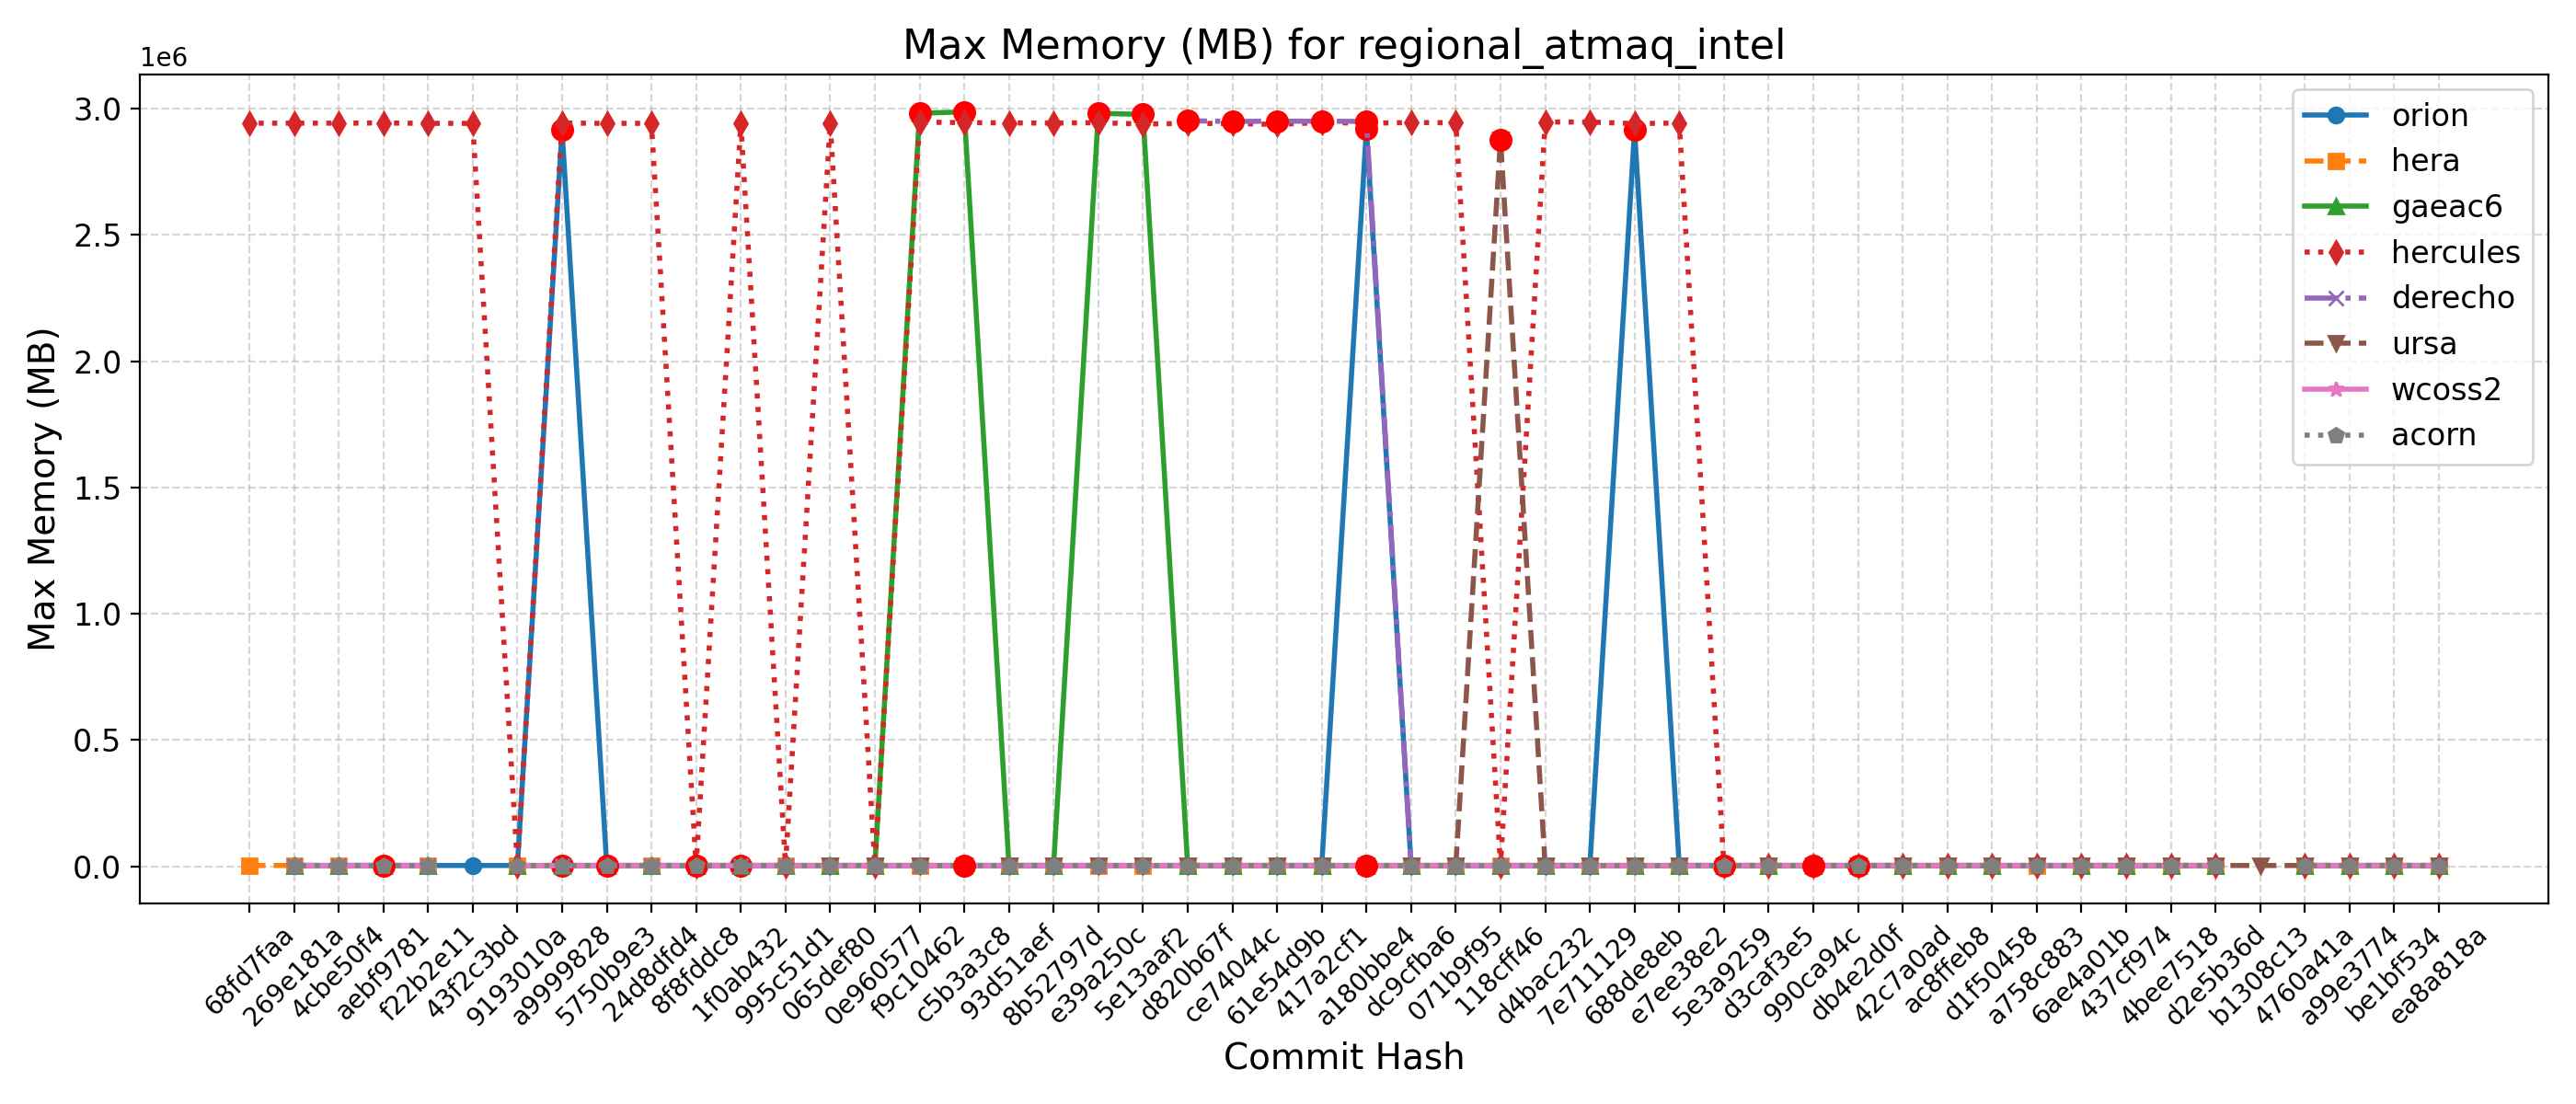 Max Memory (MB) for regional_atmaq_intel
1e6
3.0
2.5
2.0
1.5
1.0
0.5
0.0
Max Memory (MB)
orion
hera
gaeac6
hercules
derecho
ursa
wcoss2
acorn
68fd7faa
269e181a
4cbe50f4
aebf9781
f22b2e11
43f2c3bd
9193010a
a9999828
5750b9e3
24d8dfd4
8f8fddc8
1f0ab432
995c51d1
065def80
0e960577
f9c10462
c5b3a3c8
93d51aef
8b52797d
e39a250c
5e13aaf2
d820b67f
ce74044c
61e54d9b
417a2cf1
a180bbe4
dc9cfba6
071b9f95
118cff46
d4bac232
7e711129
688de8eb
e7ee38e2
5e3a9259
d3caf3e5
990ca94c
db4e2d0f
42c7a0ad
ac8ffeb8
d1f50458
a758c883
6ae4a01b
437cf974
4bee7518
d2e5b36d
b1308c13
4760a41a
a99e3774
be1bf534
ea8a818a
Commit Hash